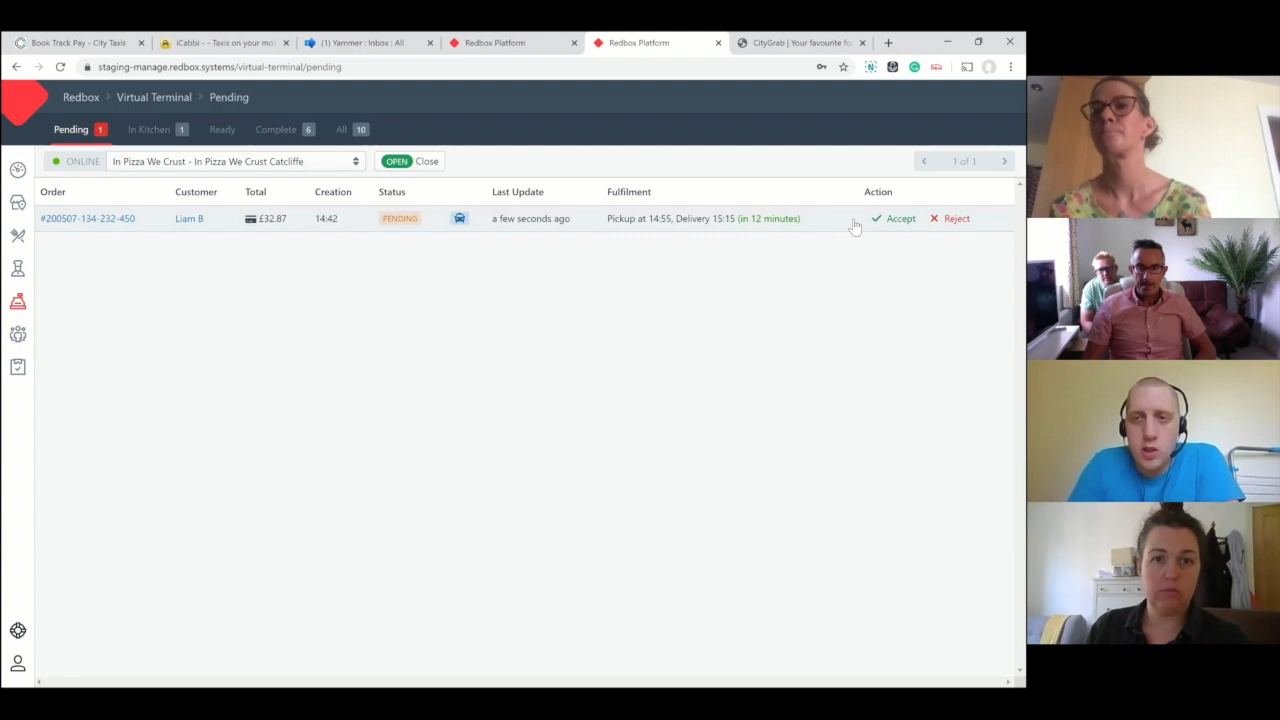 Book Track Pay - City Taxis
iCabbi - - Taxis on your mo
(1) Yammer : Inbox : All
Redbox Platform
Redbox Platform
CityGrab | Your favourite fo
staging-manage.redbox.systems/virtual-terminal/pending
Redbox > Virtual Terminal > Pending
Pending 1 In Kitchen 1 Ready Complete 6 All 10
ONLINE In Pizza We Crust - In Pizza We Crust Catcliffe OPEN Close 1 of 1
Order Customer Total Creation Status Last Update Fulfilment Action
#200507-134-232-450 Liam B £32.87 14:42 PENDING a few seconds ago Pickup at 14:55, Delivery 15:15 (in 12 minutes) Accept Reject